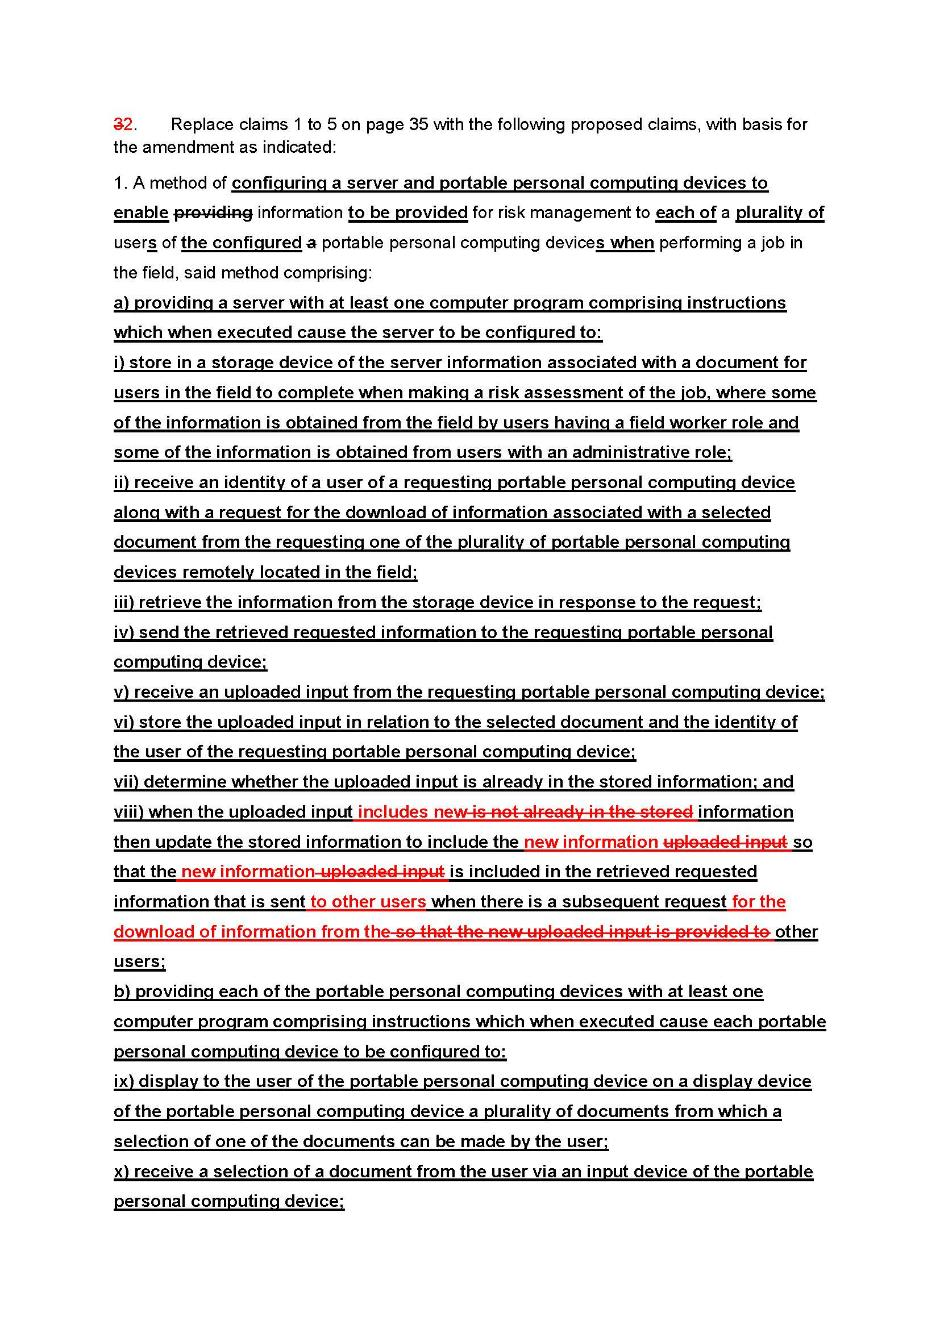 32. Replace claims 1 to 5 on page 35 with the following proposed claims, with basis for
the amendment as indicated:
1. A method of configuring a server and portable personal computing devices to
enable providing information to be provided for risk management to each of a plurality of
users of the configured a portable personal computing devices when performing a job in
the field, said method comprising:
a) providing a server with at least one computer program comprising instructions
which when executed cause the server to be configured to:
i) store in a storage device of the server information associated with a document for
users in the field to complete when making a risk assessment of the job, where some
of the information is obtained from the field by users having a field worker role and
some of the information is obtained from users with an administrative role;
ii) receive an identity of a user of a requesting portable personal computing device
along with a request for the download of information associated with a selected
document from the requesting one of the plurality of portable personal computing
devices remotely located in the field;
iii) retrieve the information from the storage device in response to the request;
iv) send the retrieved requested information to the requesting portable personal
computing device;
v) receive an uploaded input from the requesting portable personal computing device;
vi) store the uploaded input in relation to the selected document and the identity of
the user of the requesting portable personal computing device;
vii) determine whether the uploaded input is already in the stored information; and
viii) when the uploaded input includes new is not already in the stored information
then update the stored information to include the new information uploaded input so
that the new information uploaded input is included in the retrieved requested
information that is sent to other users when there is a subsequent request for the
download of information from the so that the new uploaded input is provided to other
users;
b) providing each of the portable personal computing devices with at least one
computer program comprising instructions which when executed cause each portable
personal computing device to be configured to:
ix) display to the user of the portable personal computing device on a display device
of the portable personal computing device a plurality of documents from which a
selection of one of the documents can be made by the user;
x) receive a selection of a document from the user via an input device of the portable
personal computing device;